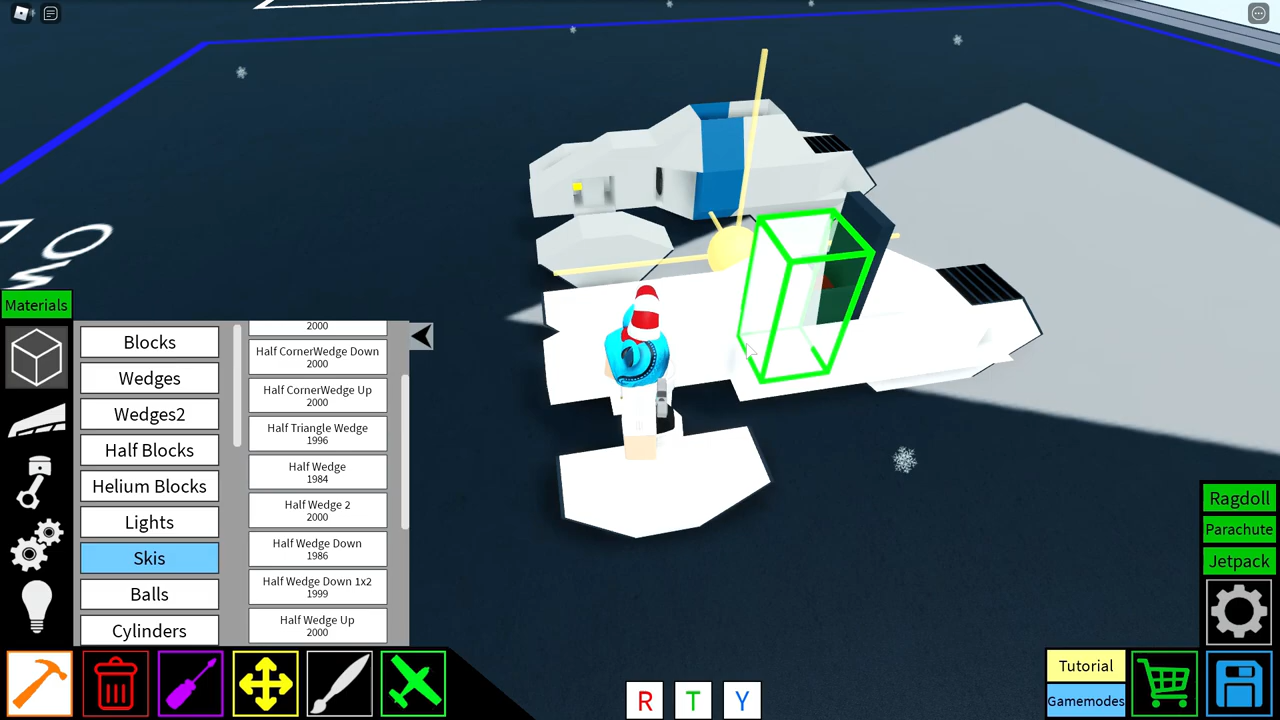 Materials
Blocks
Wedges
Wedges2
Half Blocks
Helium Blocks
Lights
Skis
Balls
Cylinders
2000
Half CornerWedge Down
2000
Half CornerWedge Up
2000
Half Triangle Wedge
1996
Half Wedge
1984
Half Wedge 2
2000
Half Wedge Down
1986
Half Wedge Down 1x2
1999
Half Wedge Up
2000
R T Y
Ragdoll
Parachute
Jetpack
Tutorial
Gamemodes